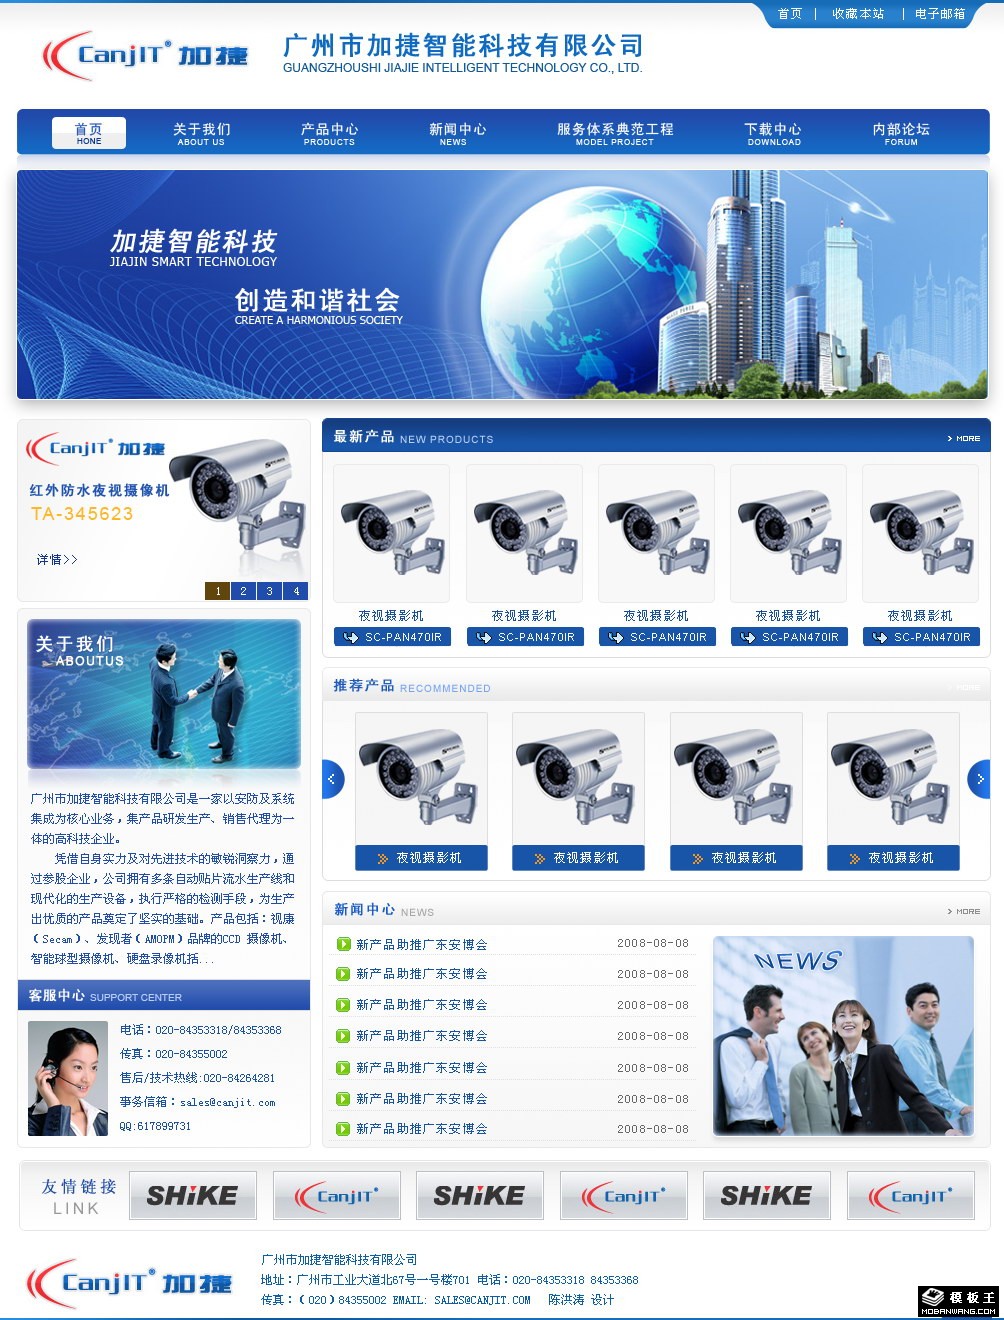 首页 | 收藏本站 | 电子邮箱
CanjIT® 加捷
广州市加捷智能科技有限公司
GUANGZHOUSHI JIAJIE INTELLIGENT TECHNOLOGY CO., LTD.
首页 关于我们 产品中心 新闻中心 服务体系典范工程 下载中心 内部论坛
HONE ABOUT US PRODUCTS NEWS MODEL PROJECT DOWNLOAD FORUM
加捷智能科技
JIAJIN SMART TECHNOLOGY
创造和谐社会
CREATE A HARMONIOUS SOCIETY
CanjIT® 加捷
红外防水夜视摄像机
TA-345623
详情>>
1 2 3 4
最新产品 NEW PRODUCTS > MORE
夜视摄影机 夜视摄影机 夜视摄影机 夜视摄影机 夜视摄影机
SC-PAN470IR SC-PAN470IR SC-PAN470IR SC-PAN470IR SC-PAN470IR
关于我们
ABOUTUS
广州市加捷智能科技有限公司是一家以安防及系统
集成为核心业务，集产品研发生产、销售代理为一
体的高科技企业。
凭借自身实力及对先进技术的敏锐洞察力，通
过参股企业，公司拥有多条自动贴片流水生产线和
现代化的生产设备，执行严格的检测手段，为生产
出优质的产品奠定了坚实的基础。产品包括：视康
（Secam）、发现者（AMOPM）品牌的CCD 摄像机、
智能球型摄像机、硬盘录像机括...
推荐产品 RECOMMENDED > MORE
夜视摄影机 夜视摄影机 夜视摄影机 夜视摄影机
新闻中心 NEWS > MORE
新产品助推广东安博会 2008-08-08
新产品助推广东安博会 2008-08-08
新产品助推广东安博会 2008-08-08
新产品助推广东安博会 2008-08-08
新产品助推广东安博会 2008-08-08
新产品助推广东安博会 2008-08-08
新产品助推广东安博会 2008-08-08
NEWS
客服中心 SUPPORT CENTER
电话：020-84353318/84353368
传真：020-84355002
售后/技术热线:020-84264281
亊务信箱：sales@canjit.com
QQ:617899731
友情链接
LINK
SHiKE CanjIT® SHiKE CanjIT® SHiKE CanjIT®
CanjIT® 加捷
广州市加捷智能科技有限公司
地址：广州市工业大道北67号一号楼701 电话：020-84353318 84353368
传真：（020）84355002 EMAIL: SALES@CANJIT.COM 陈洪涛 设计
模板王
MOBANWANG.COM